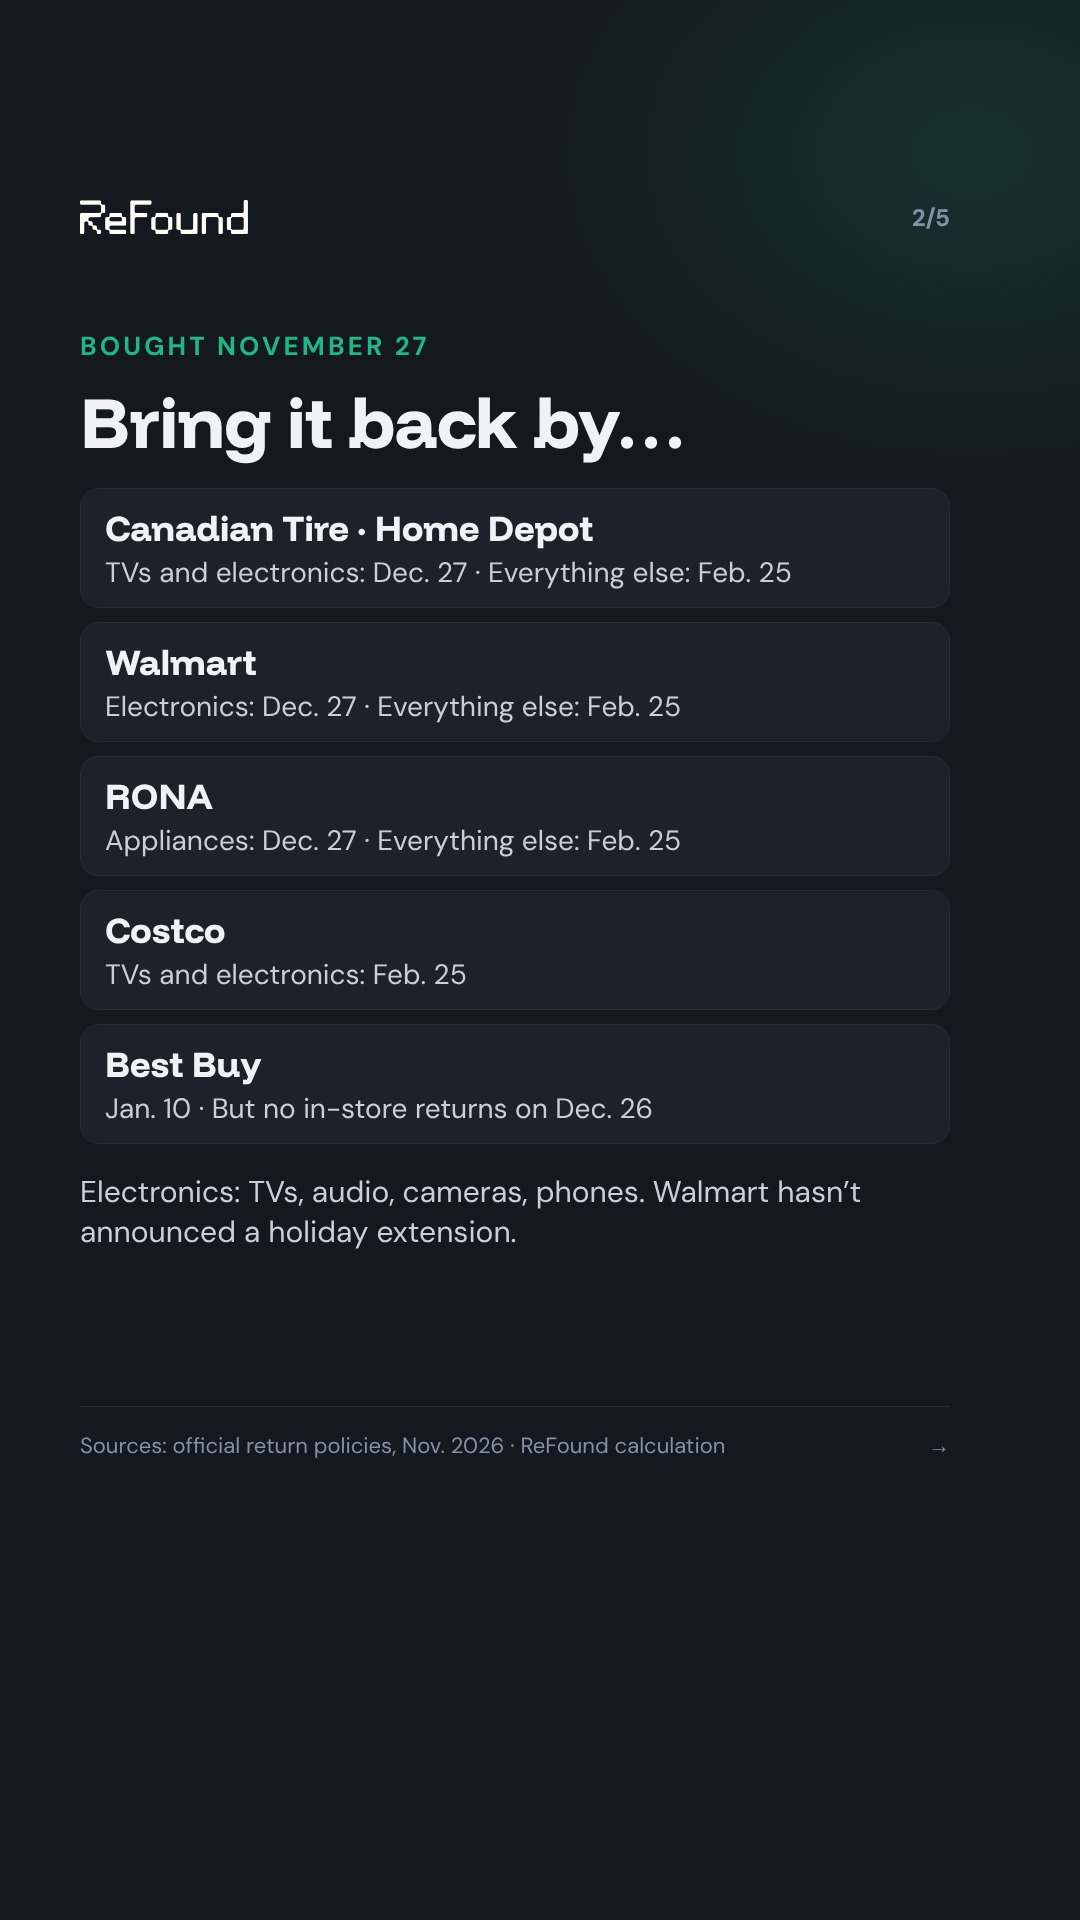 ReFound
2/5
BOUGHT NOVEMBER 27
Bring it back by…
Canadian Tire · Home Depot
TVs and electronics: Dec. 27 · Everything else: Feb. 25
Walmart
Electronics: Dec. 27 · Everything else: Feb. 25
RONA
Appliances: Dec. 27 · Everything else: Feb. 25
Costco
TVs and electronics: Feb. 25
Best Buy
Jan. 10 · But no in-store returns on Dec. 26
Electronics: TVs, audio, cameras, phones. Walmart hasn’t
announced a holiday extension.
Sources: official return policies, Nov. 2026 · ReFound calculation →